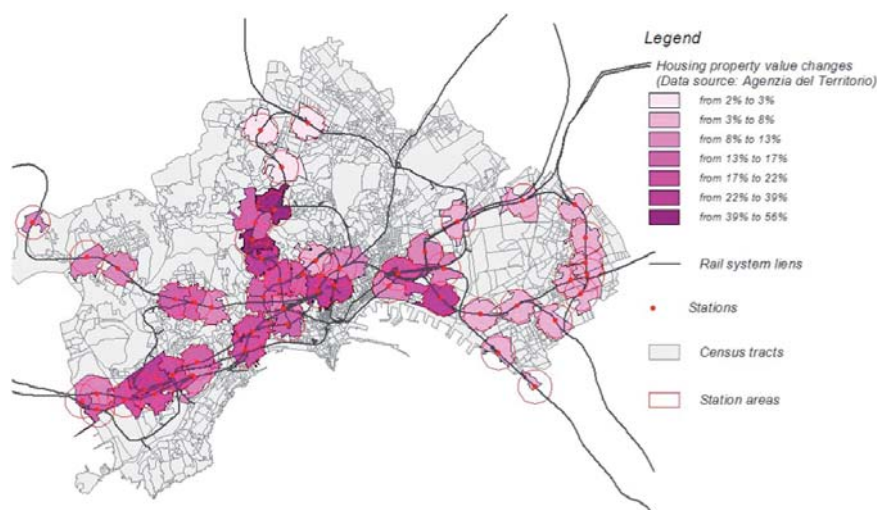 Legend
Housing property value changes
(Data source: Agenzia del Territorio)
from 2% to 3%
from 3% to 8%
from 8% to 13%
from 13% to 17%
from 17% to 22%
from 22% to 39%
from 39% to 56%
Rail system liens
Stations
Census tracts
Station areas